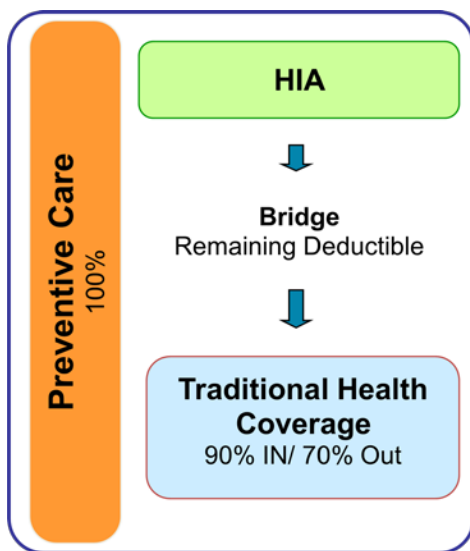 Preventive Care
100%
HIA
Bridge
Remaining Deductible
Traditional Health
Coverage
90% IN/ 70% Out